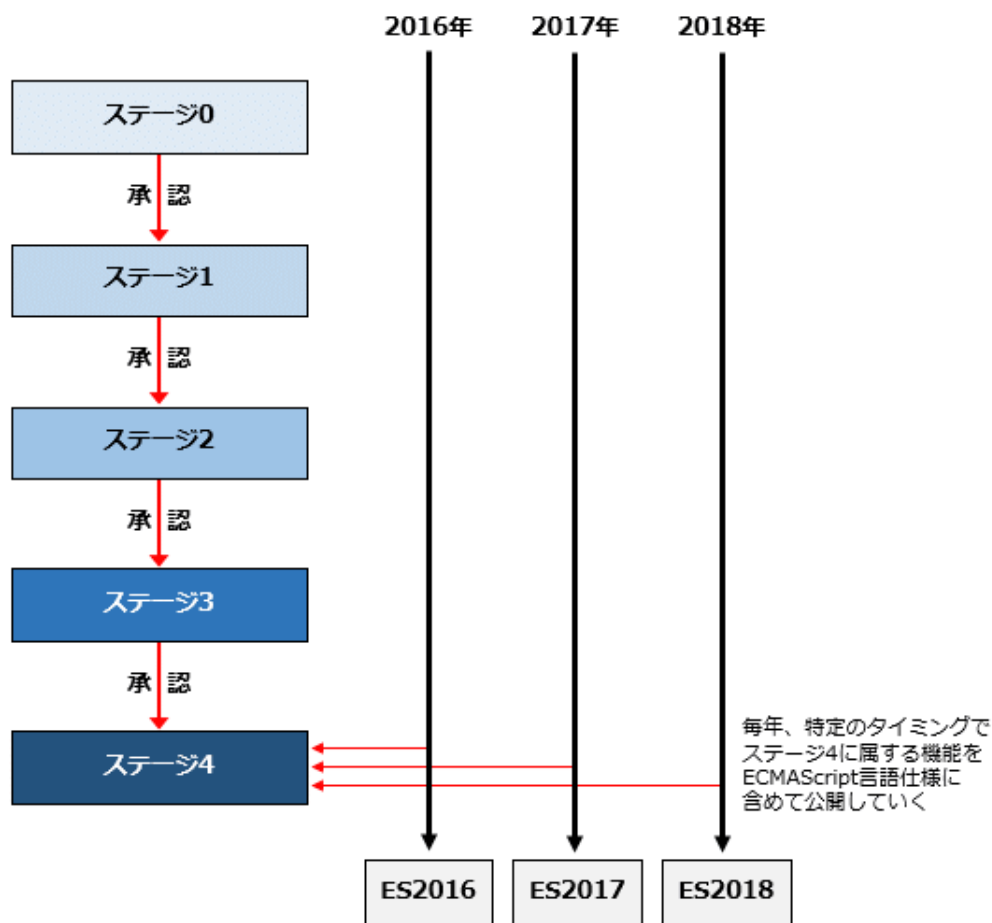 2016年 2017年 2018年
ステージ0
承 認
ステージ1
承 認
ステージ2
承 認
ステージ3
承 認
ステージ4
毎年、特定のタイミングで
ステージ4に属する機能を
ECMAScript言語仕様に
含めて公開していく
ES2016 ES2017 ES2018